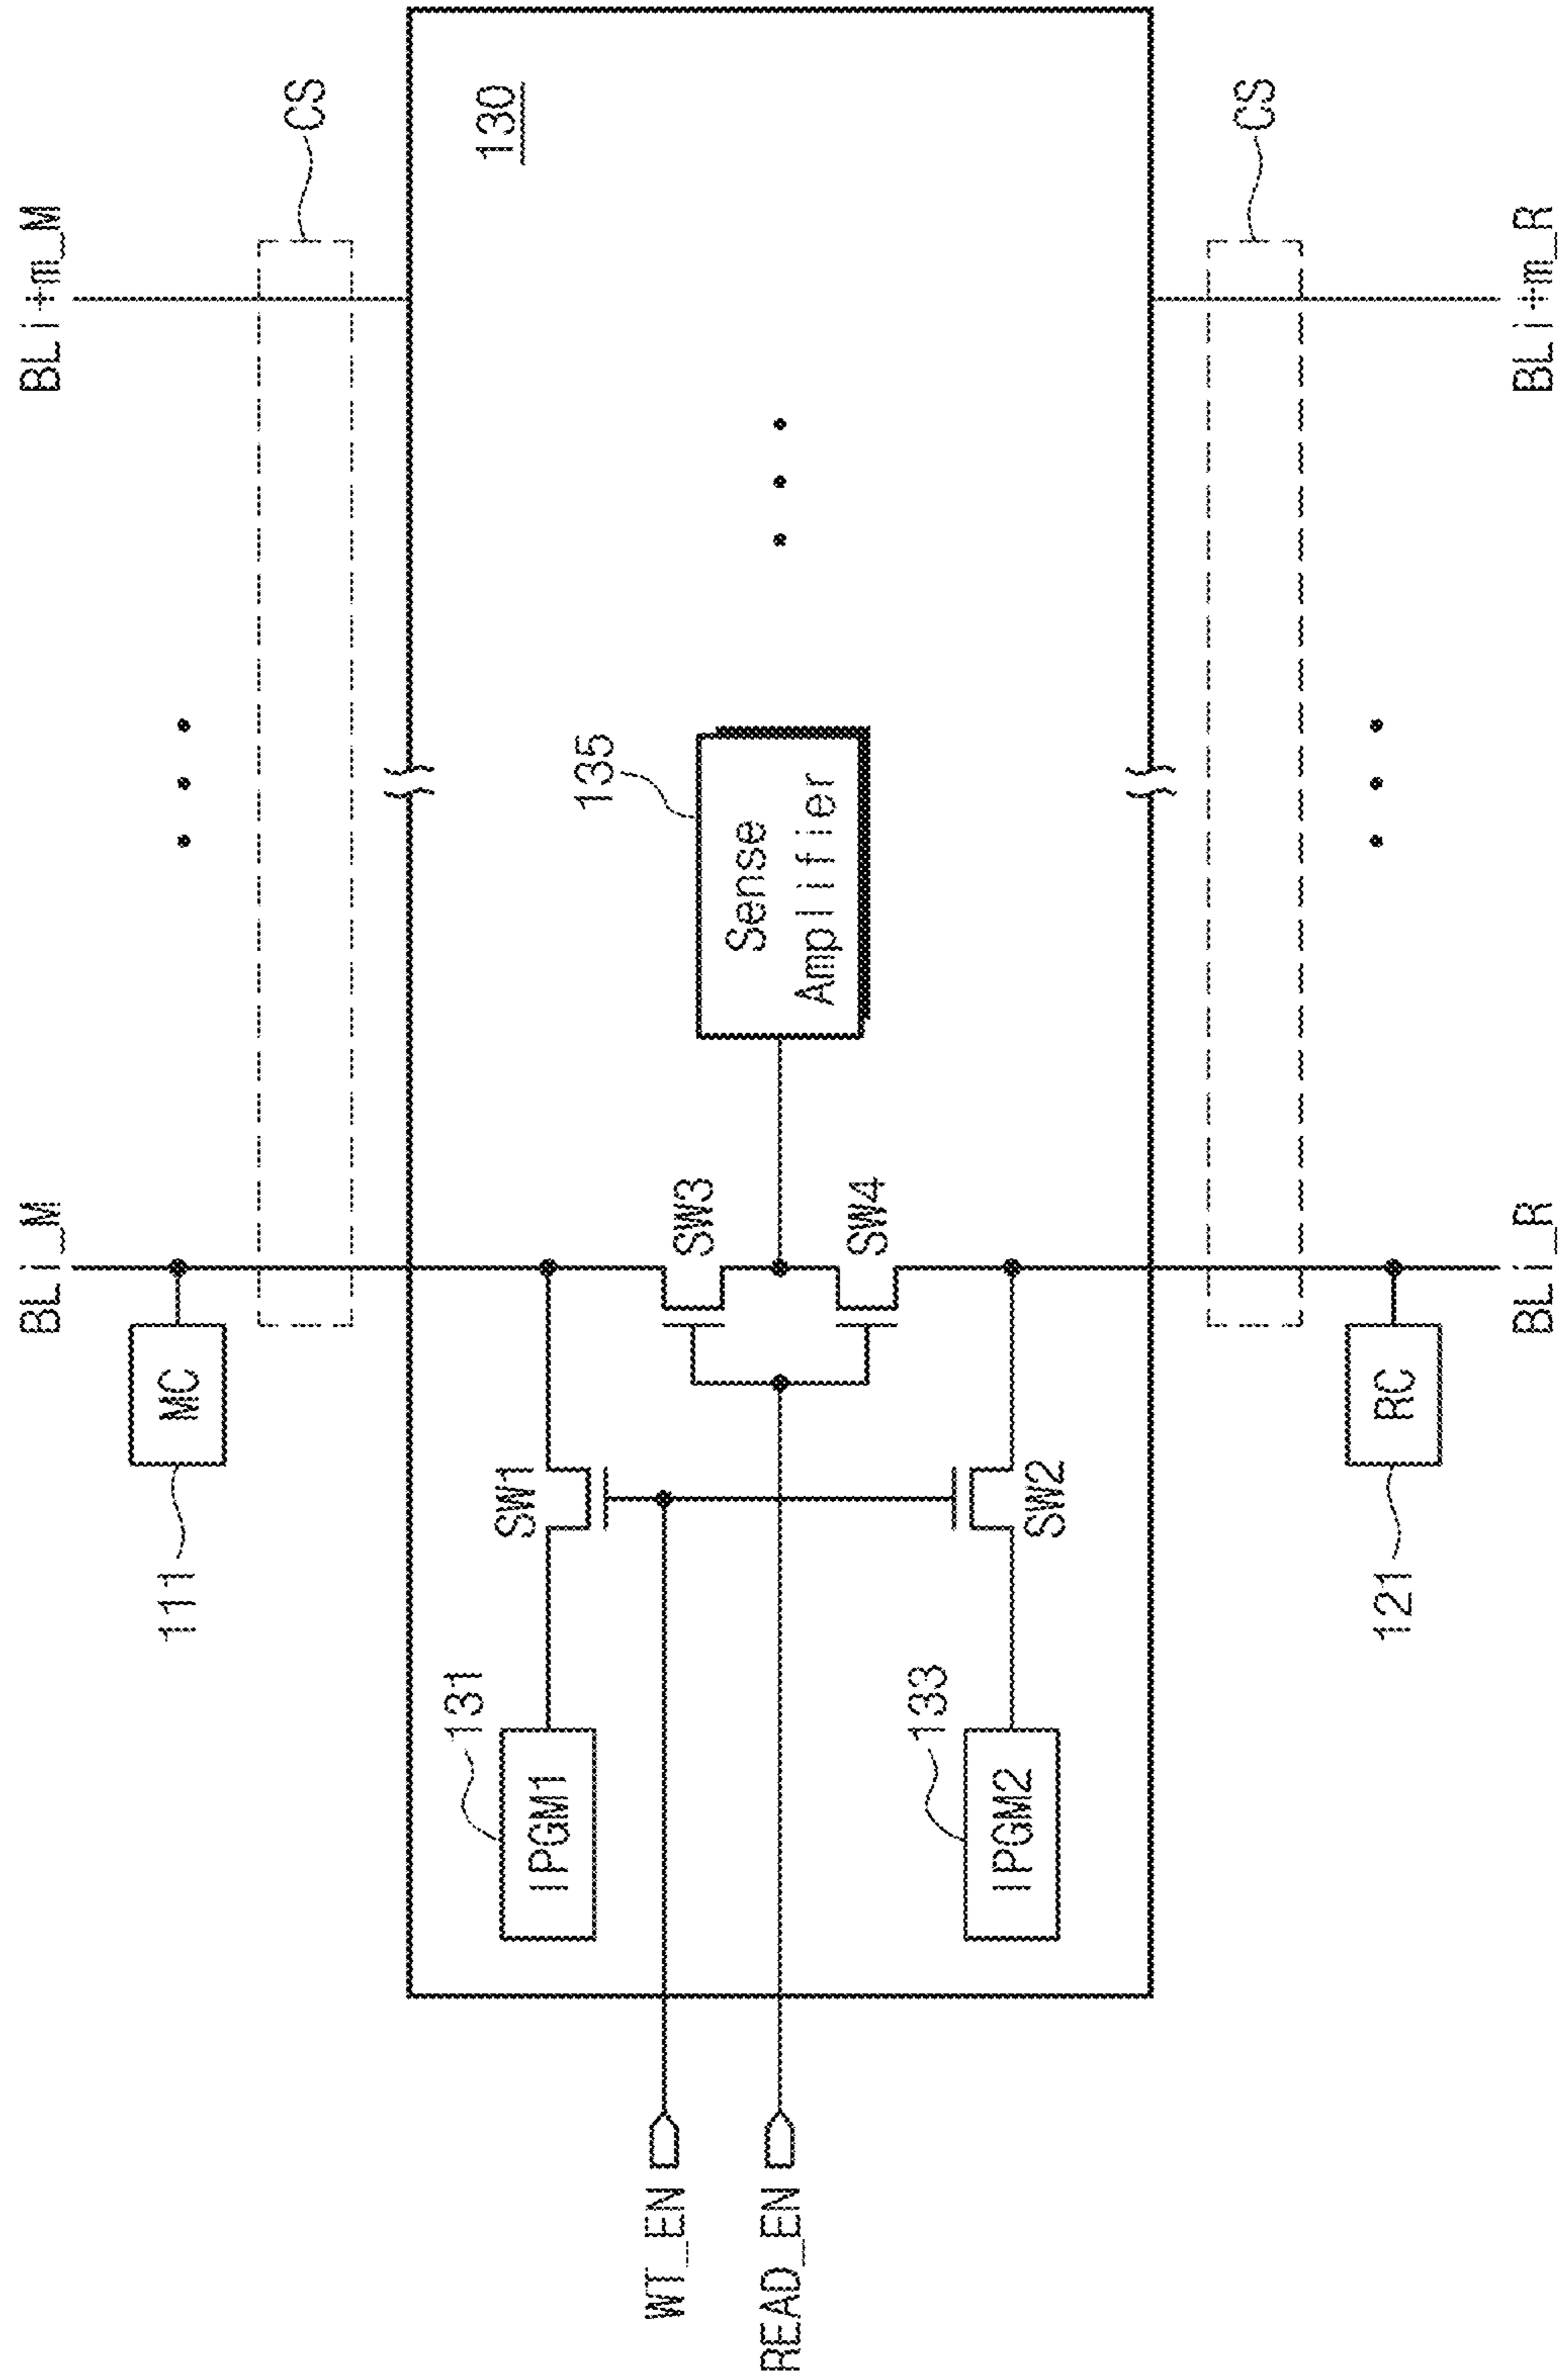 BLi_M
BLi+m_M
111
MC
CS
130
131
IPGM1
SW1
SW3
135
Sense
Amplifier
WT_EN
READ_EN
SW4
133
IPGM2
SW2
CS
121
RC
BLi_R
BLi+m_R